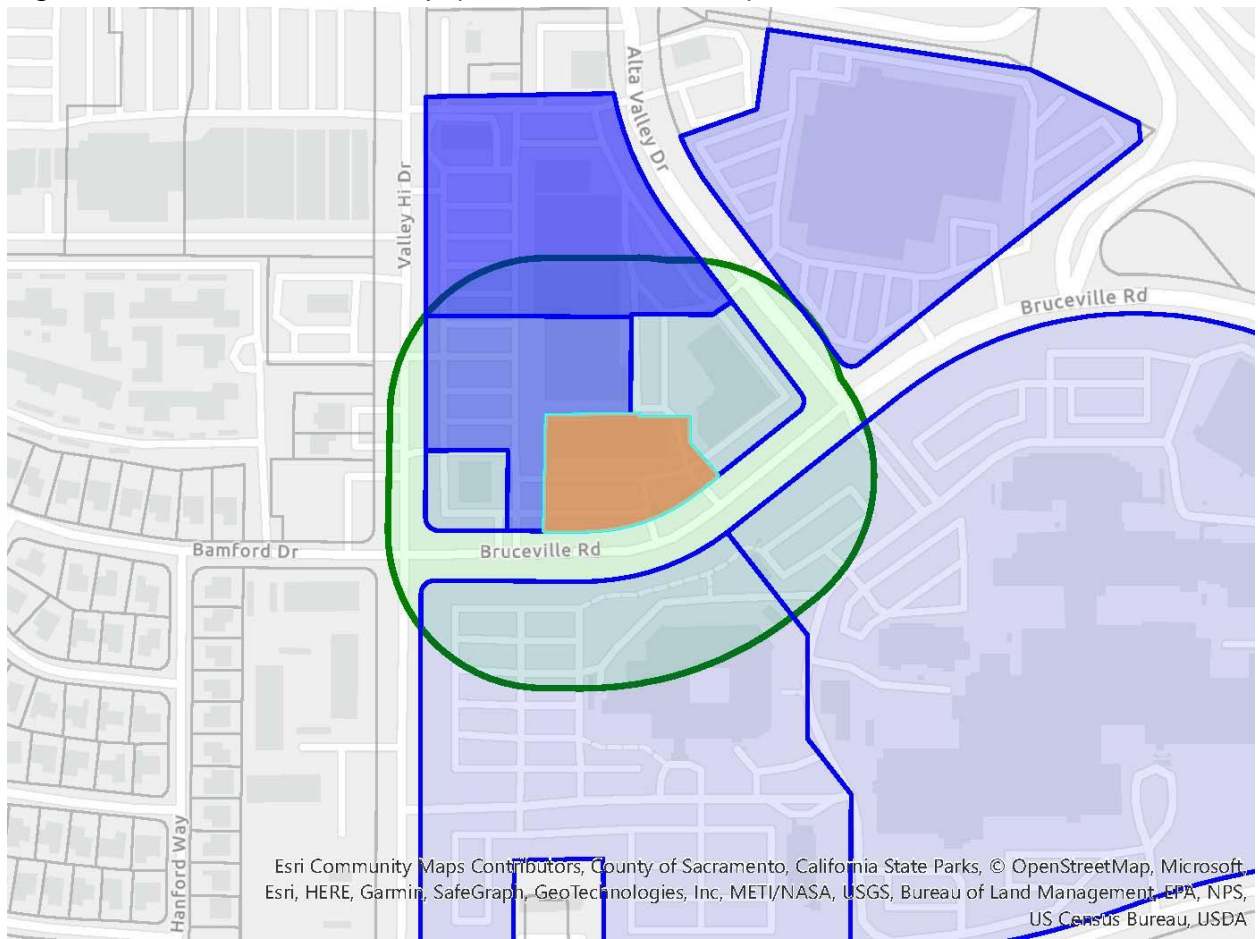 Alta Valley Dr
Valley Hi Dr
Bruceville Rd
Bamford Dr
Bruceville Rd
Hanford Way
Esri Community Maps Contributors, County of Sacramento, California State Parks, © OpenStreetMap, Microsoft,
Esri, HERE, Garmin, SafeGraph, GeoTechnologies, Inc, METI/NASA, USGS, Bureau of Land Management, EPA, NPS,
US Census Bureau, USDA